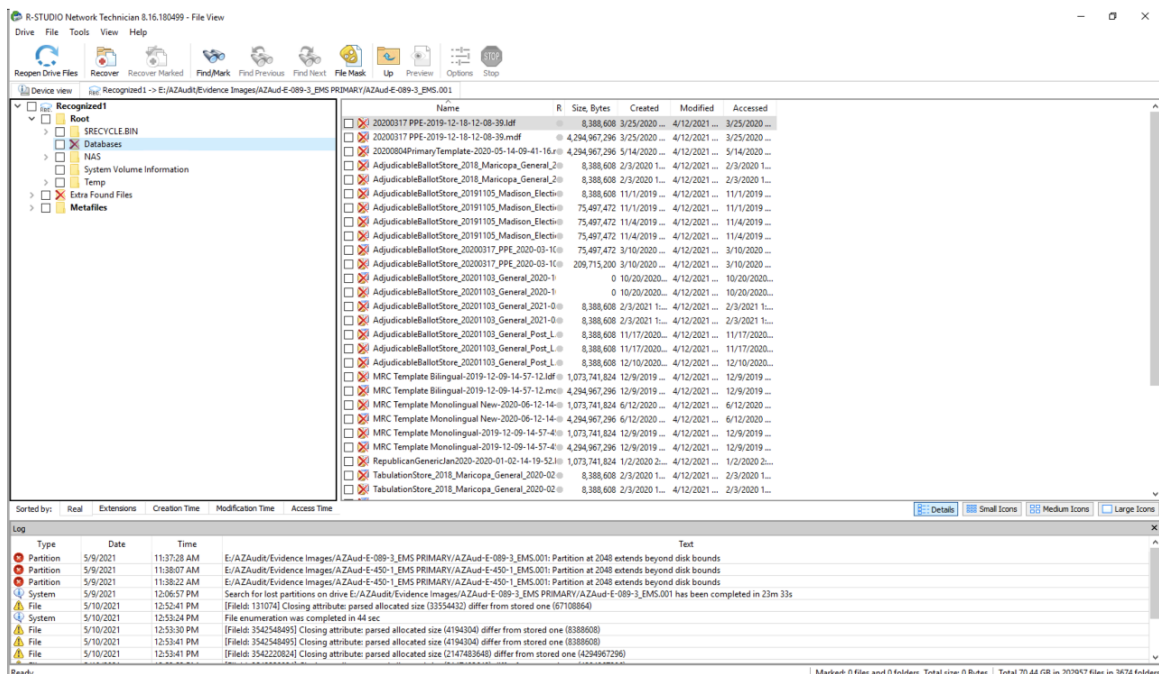 R-STUDIO Network Technician 8.16.180499 - File View
Drive File Tools View Help
Reopen Drive Files Recover Recover Marked Find/Mark Find Previous Find Next File Mask Up Preview Options Stop
Device view Recognized1 -> E:/AZAudit/Evidence Images/AZAud-E-089-3_EMS PRIMARY/AZAud-E-089-3_EMS.001
Recognized1
Root
$RECYCLE.BIN
Databases
NAS
System Volume Information
Temp
Extra Found Files
Metafiles
Name R Size, Bytes Created Modified Accessed
20200317 PPE-2019-12-18-12-08-39.ldf 8,388,608 3/25/2020 ... 4/12/2021 ... 3/25/2020 ...
20200317 PPE-2019-12-18-12-08-39.mdf 4,294,967,296 3/25/2020 ... 4/12/2021 ... 3/25/2020 ...
20200804PrimaryTemplate-2020-05-14-09-41-16. 4,294,967,296 5/14/2020 ... 4/12/2021 ... 5/14/2020 ...
AdjudicableBallotStore_2018_Maricopa_General_2 8,388,608 2/3/2020 1... 4/12/2021 ... 2/3/2020 1...
AdjudicableBallotStore_2018_Maricopa_General_2 8,388,608 2/3/2020 1... 4/12/2021 ... 2/3/2020 1...
AdjudicableBallotStore_20191105_Madison_Electi 8,388,608 11/1/2019 ... 4/12/2021 ... 11/1/2019 ...
AdjudicableBallotStore_20191105_Madison_Electi 75,497,472 11/1/2019 ... 4/12/2021 ... 11/1/2019 ...
AdjudicableBallotStore_20191105_Madison_Electi 75,497,472 11/4/2019 ... 4/12/2021 ... 11/4/2019 ...
AdjudicableBallotStore_20191105_Madison_Electi 75,497,472 11/4/2019 ... 4/12/2021 ... 11/4/2019 ...
AdjudicableBallotStore_20200317_PPE_2020-03-10 75,497,472 3/10/2020 ... 4/12/2021 ... 3/10/2020 ...
AdjudicableBallotStore_20200317_PPE_2020-03-10 209,715,200 3/10/2020 ... 4/12/2021 ... 3/10/2020 ...
AdjudicableBallotStore_20201103_General_2020-1 0 10/20/2020... 4/12/2021 ... 10/20/2020...
AdjudicableBallotStore_20201103_General_2020-1 0 10/20/2020... 4/12/2021 ... 10/20/2020...
AdjudicableBallotStore_20201103_General_2021-0 8,388,608 2/3/2021 1:... 4/12/2021 ... 2/3/2021 1:...
AdjudicableBallotStore_20201103_General_2021-0 8,388,608 2/3/2021 1:... 4/12/2021 ... 2/3/2021 1:...
AdjudicableBallotStore_20201103_General_Post_L 8,388,608 11/17/2020... 4/12/2021 ... 11/17/2020...
AdjudicableBallotStore_20201103_General_Post_L 8,388,608 11/17/2020... 4/12/2021 ... 11/17/2020...
AdjudicableBallotStore_20201103_General_Post_L 8,388,608 12/10/2020... 4/12/2021 ... 12/10/2020...
MRC Template Bilingual-2019-12-09-14-57-12.ldf 1,073,741,824 12/9/2019 ... 4/12/2021 ... 12/9/2019 ...
MRC Template Bilingual-2019-12-09-14-57-12.m 4,294,967,296 12/9/2019 ... 4/12/2021 ... 12/9/2019 ...
MRC Template Monolingual New-2020-06-12-14- 1,073,741,824 6/12/2020 ... 4/12/2021 ... 6/12/2020 ...
MRC Template Monolingual New-2020-06-12-14- 4,294,967,296 6/12/2020 ... 4/12/2021 ... 6/12/2020 ...
MRC Template Monolingual-2019-12-09-14-57-4 1,073,741,824 12/9/2019 ... 4/12/2021 ... 12/9/2019 ...
MRC Template Monolingual-2019-12-09-14-57-4 4,294,967,296 12/9/2019 ... 4/12/2021 ... 12/9/2019 ...
RepublicanGenericJan2020-2020-01-02-14-19-52.l 1,073,741,824 1/2/2020 2:... 4/12/2021 ... 1/2/2020 2:...
TabulationStore_2018_Maricopa_General_2020-02 8,388,608 2/3/2020 1... 4/12/2021 ... 2/3/2020 1...
TabulationStore_2018_Maricopa_General_2020-02 8,388,608 2/3/2020 1... 4/12/2021 ... 2/3/2020 1...
Sorted by: Real Extensions Creation Time Modification Time Access Time Details Small Icons Medium Icons Large Icons
Log
Type Date Time Text
Partition 5/9/2021 11:37:28 AM E:/AZAudit/Evidence Images/AZAud-E-089-3_EMS PRIMARY/AZAud-E-089-3_EMS.001: Partition at 2048 extends beyond disk bounds
Partition 5/9/2021 11:38:07 AM E:/AZAudit/Evidence Images/AZAud-E-450-1_EMS PRIMARY/AZAud-E-450-1_EMS.001: Partition at 2048 extends beyond disk bounds
Partition 5/9/2021 11:38:22 AM E:/AZAudit/Evidence Images/AZAud-E-450-1_EMS PRIMARY/AZAud-E-450-1_EMS.001: Partition at 2048 extends beyond disk bounds
System 5/9/2021 12:06:57 PM Search for lost partitions on drive E:/AZAudit/Evidence Images/AZAud-E-089-3_EMS PRIMARY/AZAud-E-089-3_EMS.001 has been completed in 23m 33s
File 5/10/2021 12:52:41 PM [FileId: 131074] Closing attribute: parsed allocated size (33554432) differ from stored one (67108864)
System 5/10/2021 12:53:24 PM File enumeration was completed in 44 sec
File 5/10/2021 12:53:30 PM [FileId: 3542548495] Closing attribute: parsed allocated size (4194304) differ from stored one (8388608)
File 5/10/2021 12:53:41 PM [FileId: 3542548495] Closing attribute: parsed allocated size (4194304) differ from stored one (8388608)
File 5/10/2021 12:53:41 PM [FileId: 3542220824] Closing attribute: parsed allocated size (2147483648) differ from stored one (4294967296)
Ready Marked: 0 files and 0 folders. Total size: 0 Bytes Total 70.44 GB in 202957 files in 3674 folders